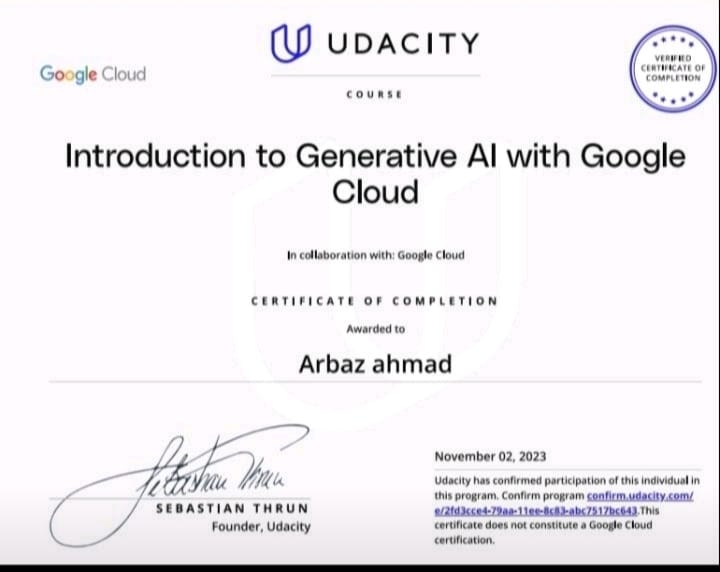 UDACITY
Google Cloud
VERIFIED
CERTIFICATE OF
COMPLETION
COURSE
Introduction to Generative AI with Google
Cloud
In collaboration with: Google Cloud
CERTIFICATE OF COMPLETION
Awarded to
Arbaz ahmad
Sebastian Thrun
SEBASTIAN THRUN
Founder, Udacity
November 02, 2023
Udacity has confirmed participation of this individual in
this program. Confirm program confirm.udacity.com/
e/2fd3cce4-79aa-11ee-8c83-abc7517bc643.This
certificate does not constitute a Google Cloud
certification.